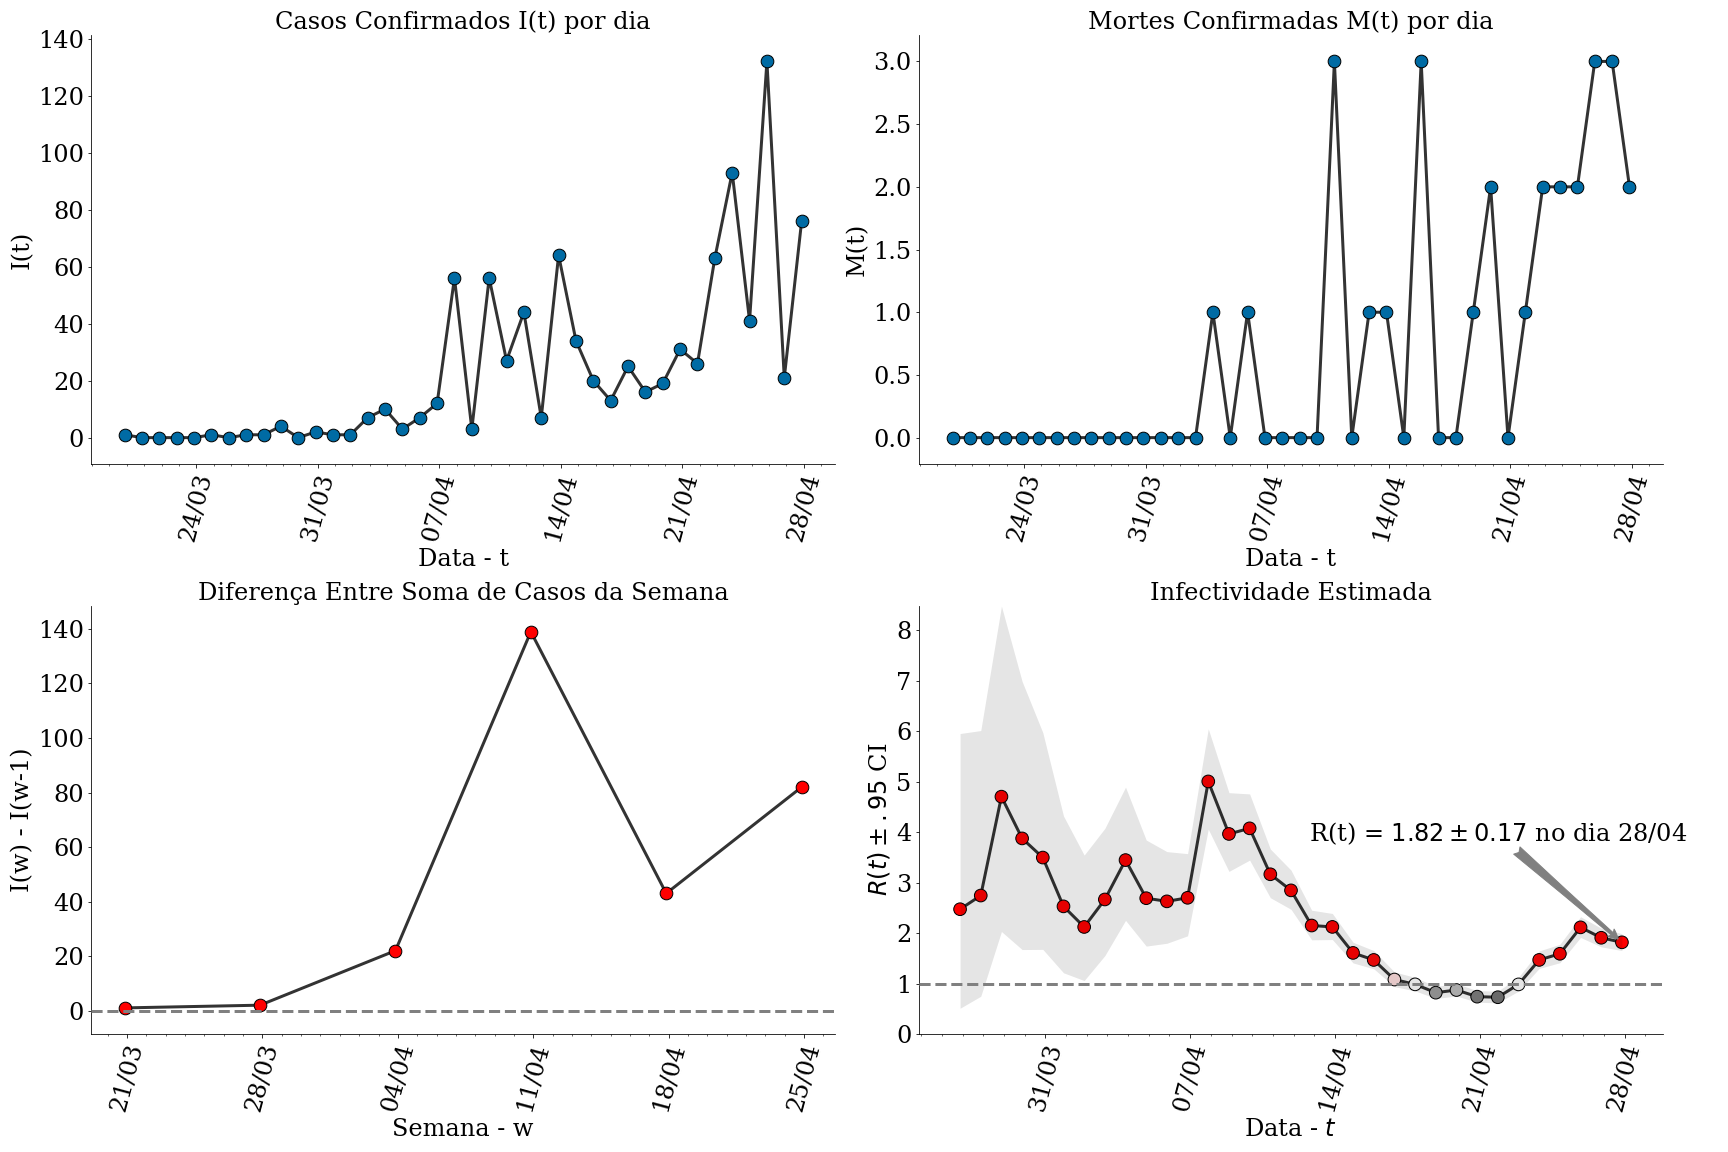 Casos Confirmados I(t) por dia
I(t)
140
120
100
80
60
40
20
0
24/03 31/03 07/04 14/04 21/04 28/04
Data - t
Mortes Confirmadas M(t) por dia
M(t)
3.0
2.5
2.0
1.5
1.0
0.5
0.0
24/03 31/03 07/04 14/04 21/04 28/04
Data - t
Diferença Entre Soma de Casos da Semana
I(w) - I(w-1)
140
120
100
80
60
40
20
0
21/03 28/03 04/04 11/04 18/04 25/04
Semana - w
Infectividade Estimada
R(t) ± .95 CI
8
7
6
5
4
3
2
1
0
R(t) = 1.82 ± 0.17 no dia 28/04
31/03 07/04 14/04 21/04 28/04
Data - t